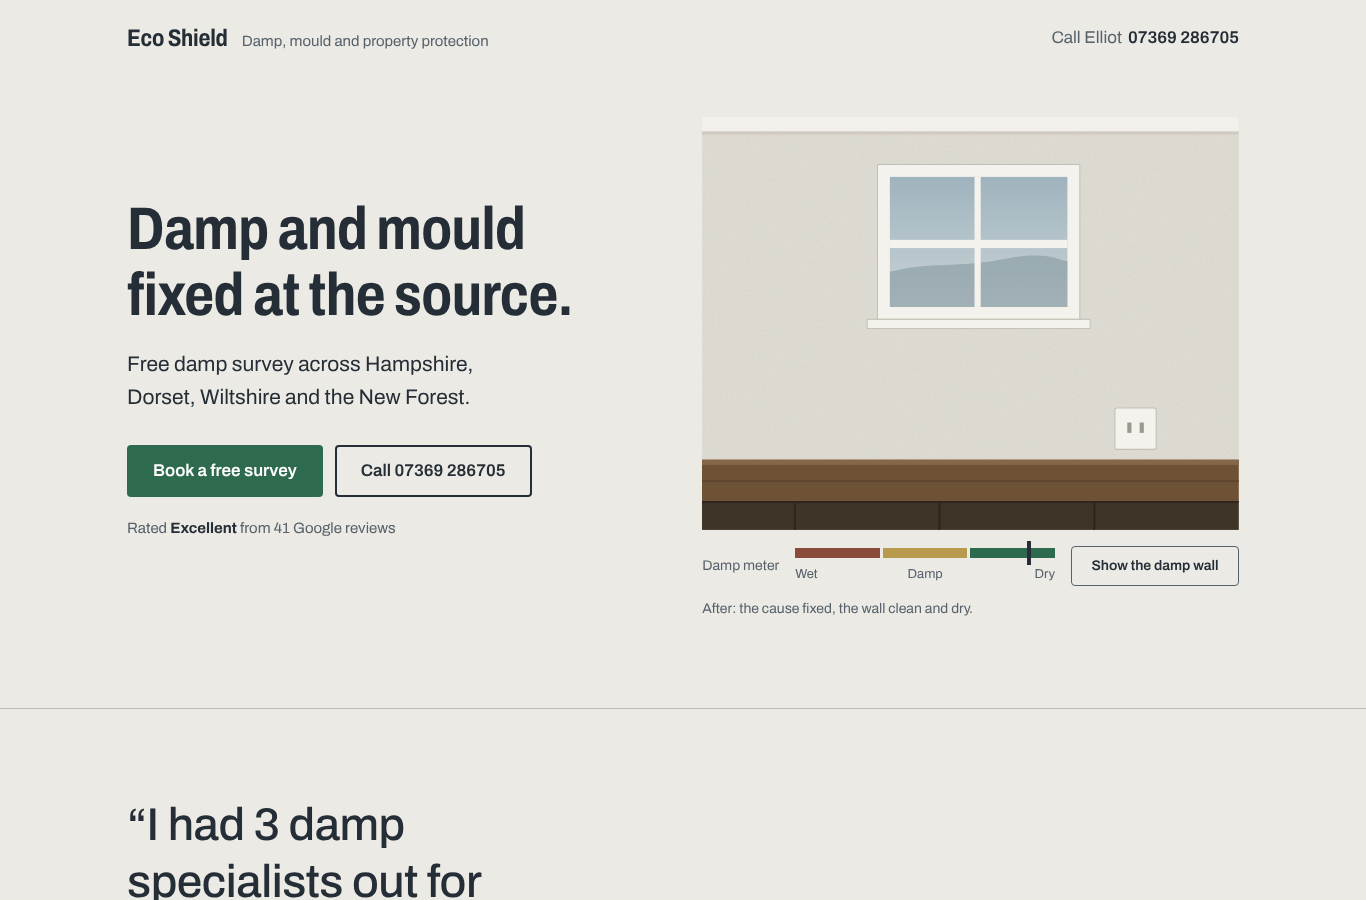 Eco Shield
Damp, mould and property protection
Call Elliot 07369 286705
Damp and mould
fixed at the source.
Free damp survey across Hampshire,
Dorset, Wiltshire and the New Forest.
Book a free survey
Call 07369 286705
Rated Excellent from 41 Google reviews
Damp meter
Wet
Damp
Dry
Show the damp wall
After: the cause fixed, the wall clean and dry.
“I had 3 damp
specialists out for